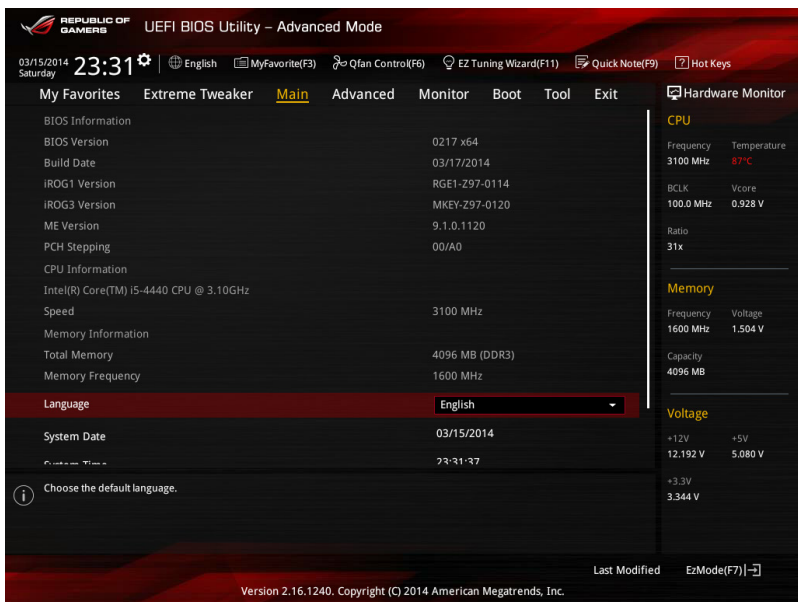 REPUBLIC OF
GAMERS
UEFI BIOS Utility – Advanced Mode
03/15/2014
Saturday
23:31
English
MyFavorite(F3)
Qfan Control(F6)
EZ Tuning Wizard(F11)
Quick Note(F9)
? Hot Keys
My Favorites Extreme Tweaker Main Advanced Monitor Boot Tool Exit
BIOS Information
BIOS Version 0217 x64
Build Date 03/17/2014
iROG1 Version RGE1-Z97-0114
iROG3 Version MKEY-Z97-0120
ME Version 9.1.0.1120
PCH Stepping 00/A0
CPU Information
Intel(R) Core(TM) i5-4440 CPU @ 3.10GHz
Speed 3100 MHz
Memory Information
Total Memory 4096 MB (DDR3)
Memory Frequency 1600 MHz
Language English
System Date 03/15/2014
System Time 23:31:37
Choose the default language.
Hardware Monitor
CPU
Frequency Temperature
3100 MHz 87°C
BCLK Vcore
100.0 MHz 0.928 V
Ratio
31x
Memory
Frequency Voltage
1600 MHz 1.504 V
Capacity
4096 MB
Voltage
+12V +5V
12.192 V 5.080 V
+3.3V
3.344 V
Last Modified
EzMode(F7)
Version 2.16.1240. Copyright (C) 2014 American Megatrends, Inc.